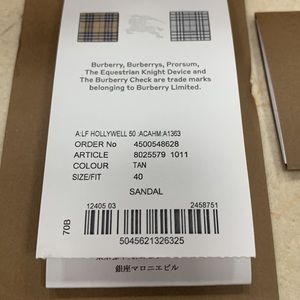 Burberry, Burberrys, Prorsum,
The Equestrian Knight Device and
The Burberry Check are trade marks
belonging to Burberry Limited.
A:LF HOLLYWELL 50 :ACAHM:A1363
ORDER No 4500548628
ARTICLE 8025579 1011
COLOUR TAN
SIZE/FIT 40
SANDAL
12405 03 2458751
70B
5045621326325
銀座マロニエビル